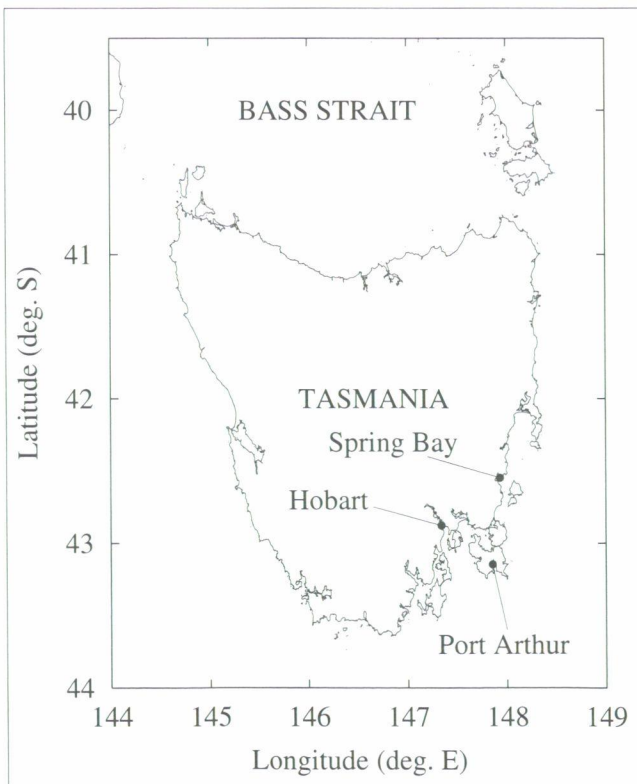 BASS STRAIT
40
41
Latitude (deg. S)
42
TASMANIA
Spring Bay
Hobart
43
Port Arthur
44
144 145 146 147 148 149
Longitude (deg. E)